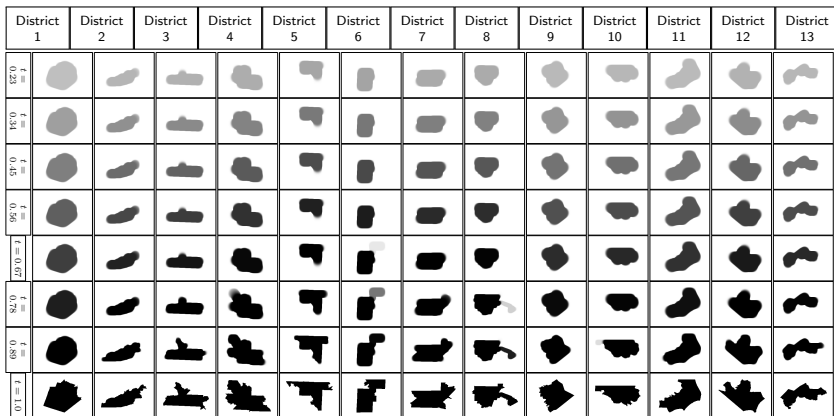 District 1 District 2 District 3 District 4 District 5 District 6 District 7 District 8 District 9 District 10 District 11 District 12 District 13
t = 0.23
t = 0.34
t = 0.45
t = 0.56
t = 0.67
t = 0.78
t = 0.89
t = 1.0